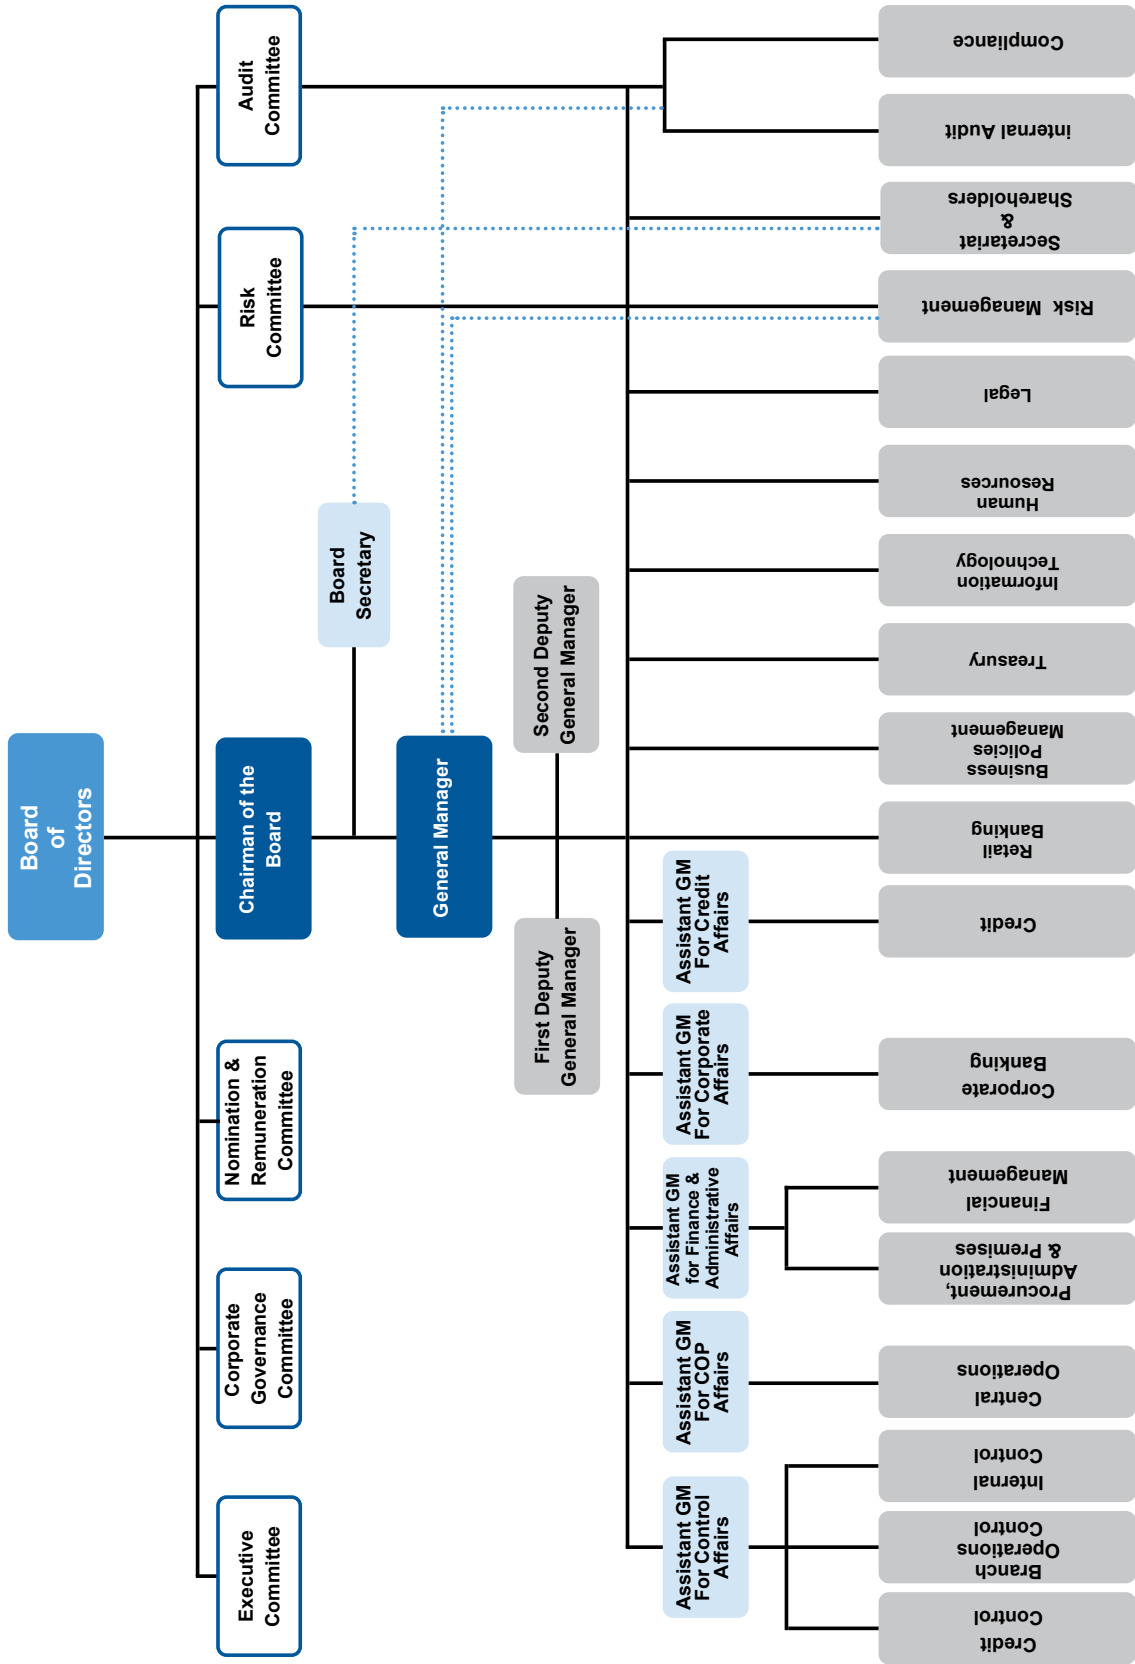 Board
of
Directors
Executive
Committee
Corporate
Governance
Committee
Nomination &
Remuneration
Committee
Chairman of the
Board
Risk
Committee
Audit
Committee
Board
Secretary
General Manager
First Deputy
General Manager
Second Deputy
General Manager
Assistant GM
For Control
Affairs
Assistant GM
For COP
Affairs
Assistant GM
for Finance &
Administrative
Affairs
Assistant GM
For Corporate
Affairs
Assistant GM
For Credit
Affairs
Credit
Control
Branch
Operations
Control
Internal
Control
Central
Operations
Procurement,
Administration
& Premises
Financial
Management
Corporate
Banking
Credit
Retail
Banking
Business
Policies
Management
Treasury
Information
Technology
Human
Resources
Legal
Risk Management
Secretariat
&
Shareholders
internal Audit
Compliance